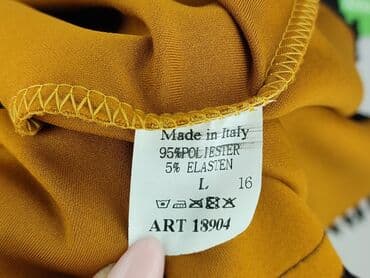 Made in Italy
95%POLIESTER
5% ELASTEN
L 16
ART 18904